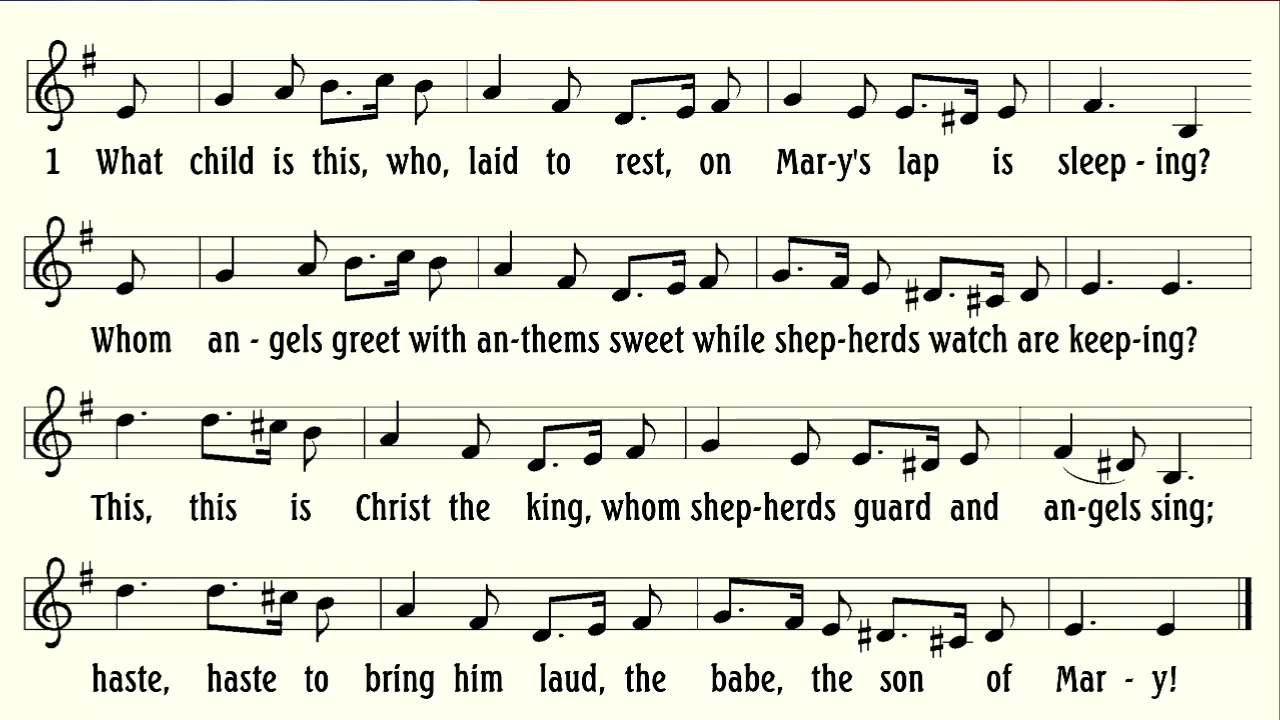 1 What child is this, who, laid to rest, on Mar-y's lap is sleep - ing?
Whom an - gels greet with an-thems sweet while shep-herds watch are keep-ing?
This, this is Christ the king, whom shep-herds guard and an-gels sing;
haste, haste to bring him laud, the babe, the son of Mar - y!